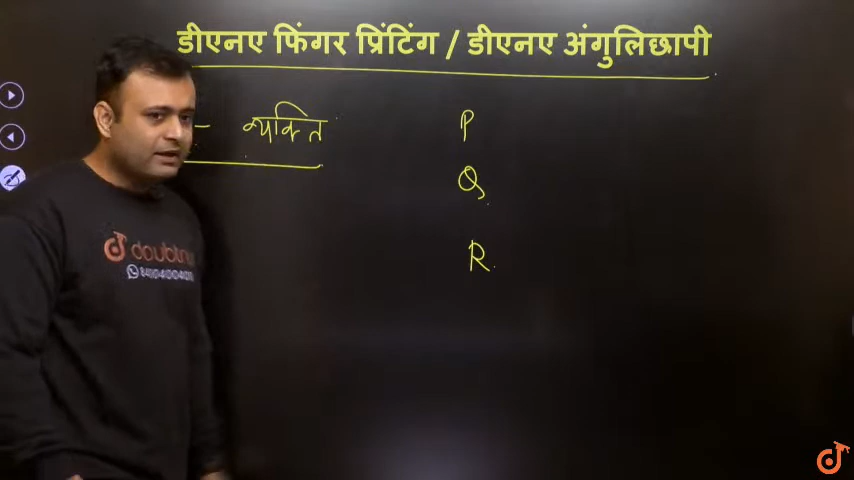 डीएनए फिंगर प्रिंटिंग / डीएनए अंगुलिछापी
- व्यक्ति
P
Q
R
doubtnut